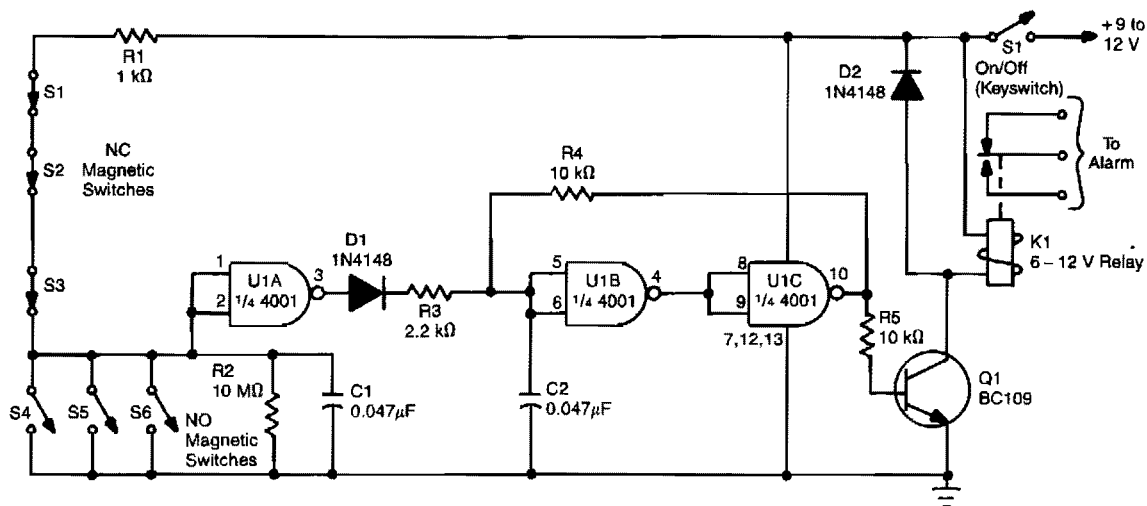 R1
1 kΩ
D2
1N4148
S1
On/Off
(Keyswitch)
+ 9 to
12 V
S1
S2
NC
Magnetic
Switches
S3
R4
10 kΩ
To
Alarm
K1
6 – 12 V Relay
D1
1N4148
1
2
U1A
1/4 4001
3
R3
2.2 kΩ
5
6
U1B
1/4 4001
4
8
9
U1C
1/4 4001
10
7,12,13
R5
10 kΩ
Q1
BC109
R2
10 MΩ
C1
0.047µF
C2
0.047µF
S4
S5
S6
NO
Magnetic
Switches